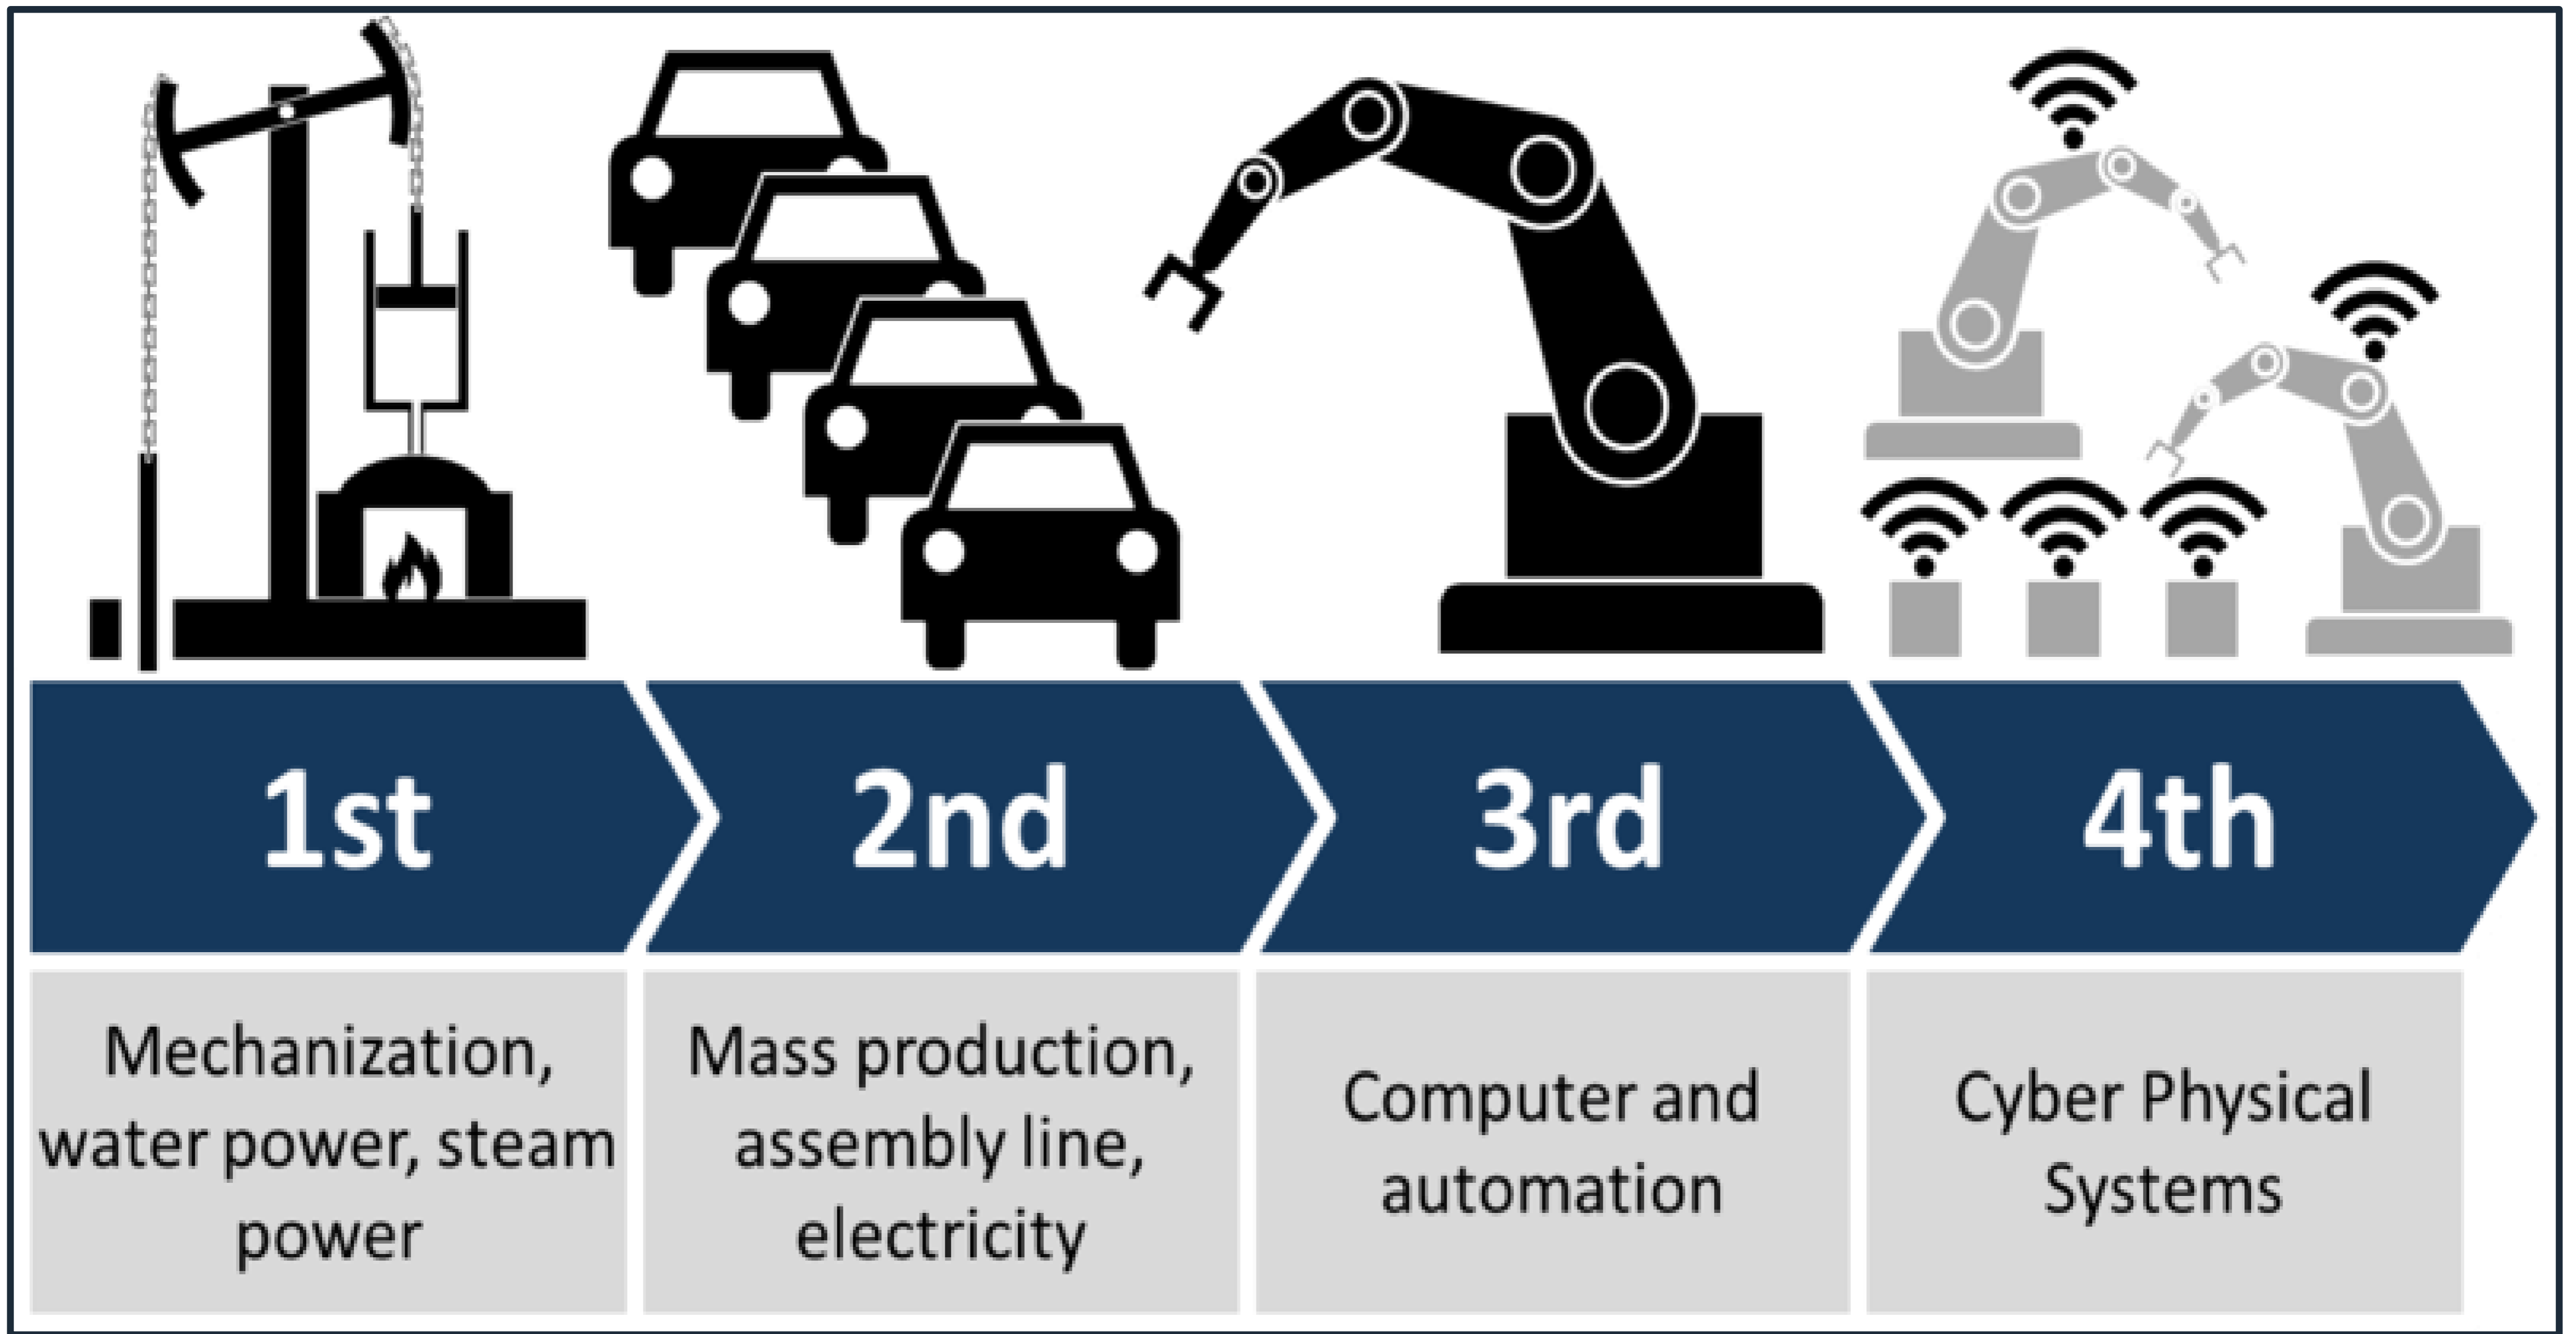 1st
2nd
3rd
4th
Mechanization,
water power, steam
power
Mass production,
assembly line,
electricity
Computer and
automation
Cyber Physical
Systems